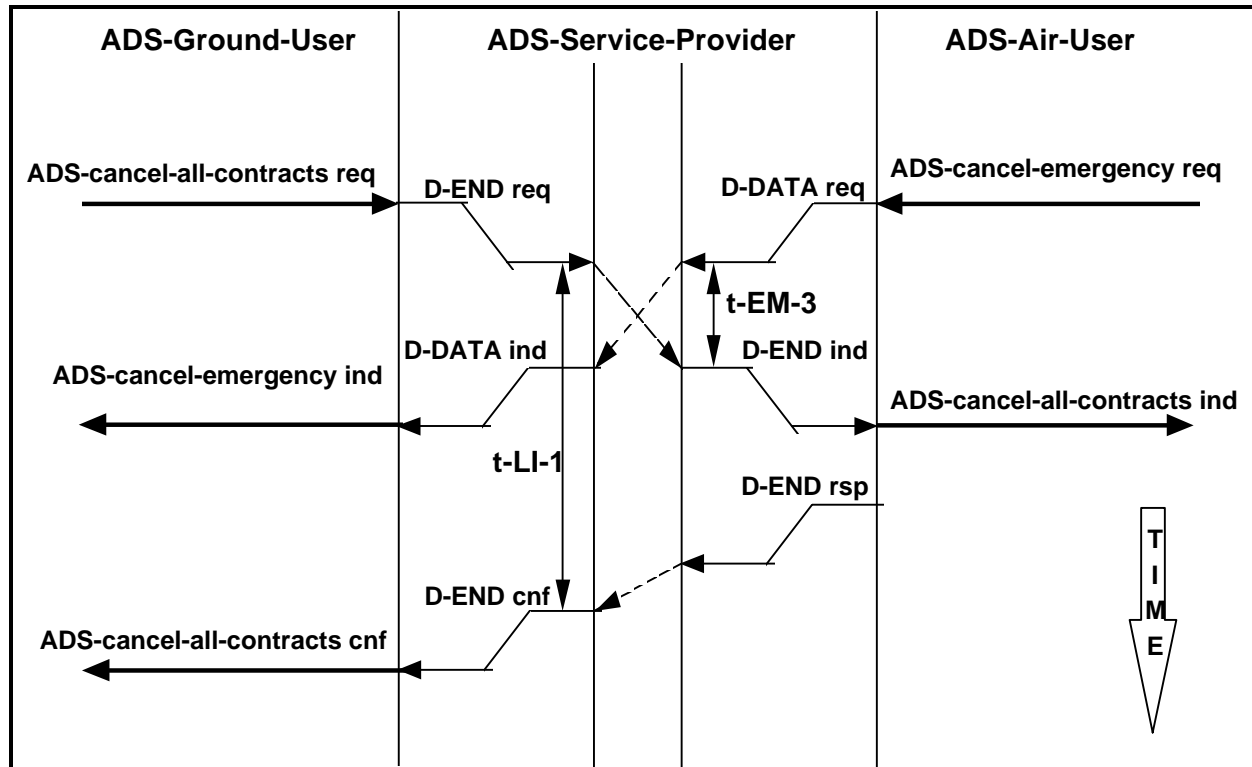 ADS-Ground-User
ADS-Service-Provider
ADS-Air-User
ADS-cancel-all-contracts req
D-END req
D-DATA req
ADS-cancel-emergency req
t-EM-3
D-DATA ind
D-END ind
ADS-cancel-emergency ind
ADS-cancel-all-contracts ind
t-LI-1
D-END rsp
D-END cnf
ADS-cancel-all-contracts cnf
T
I
M
E